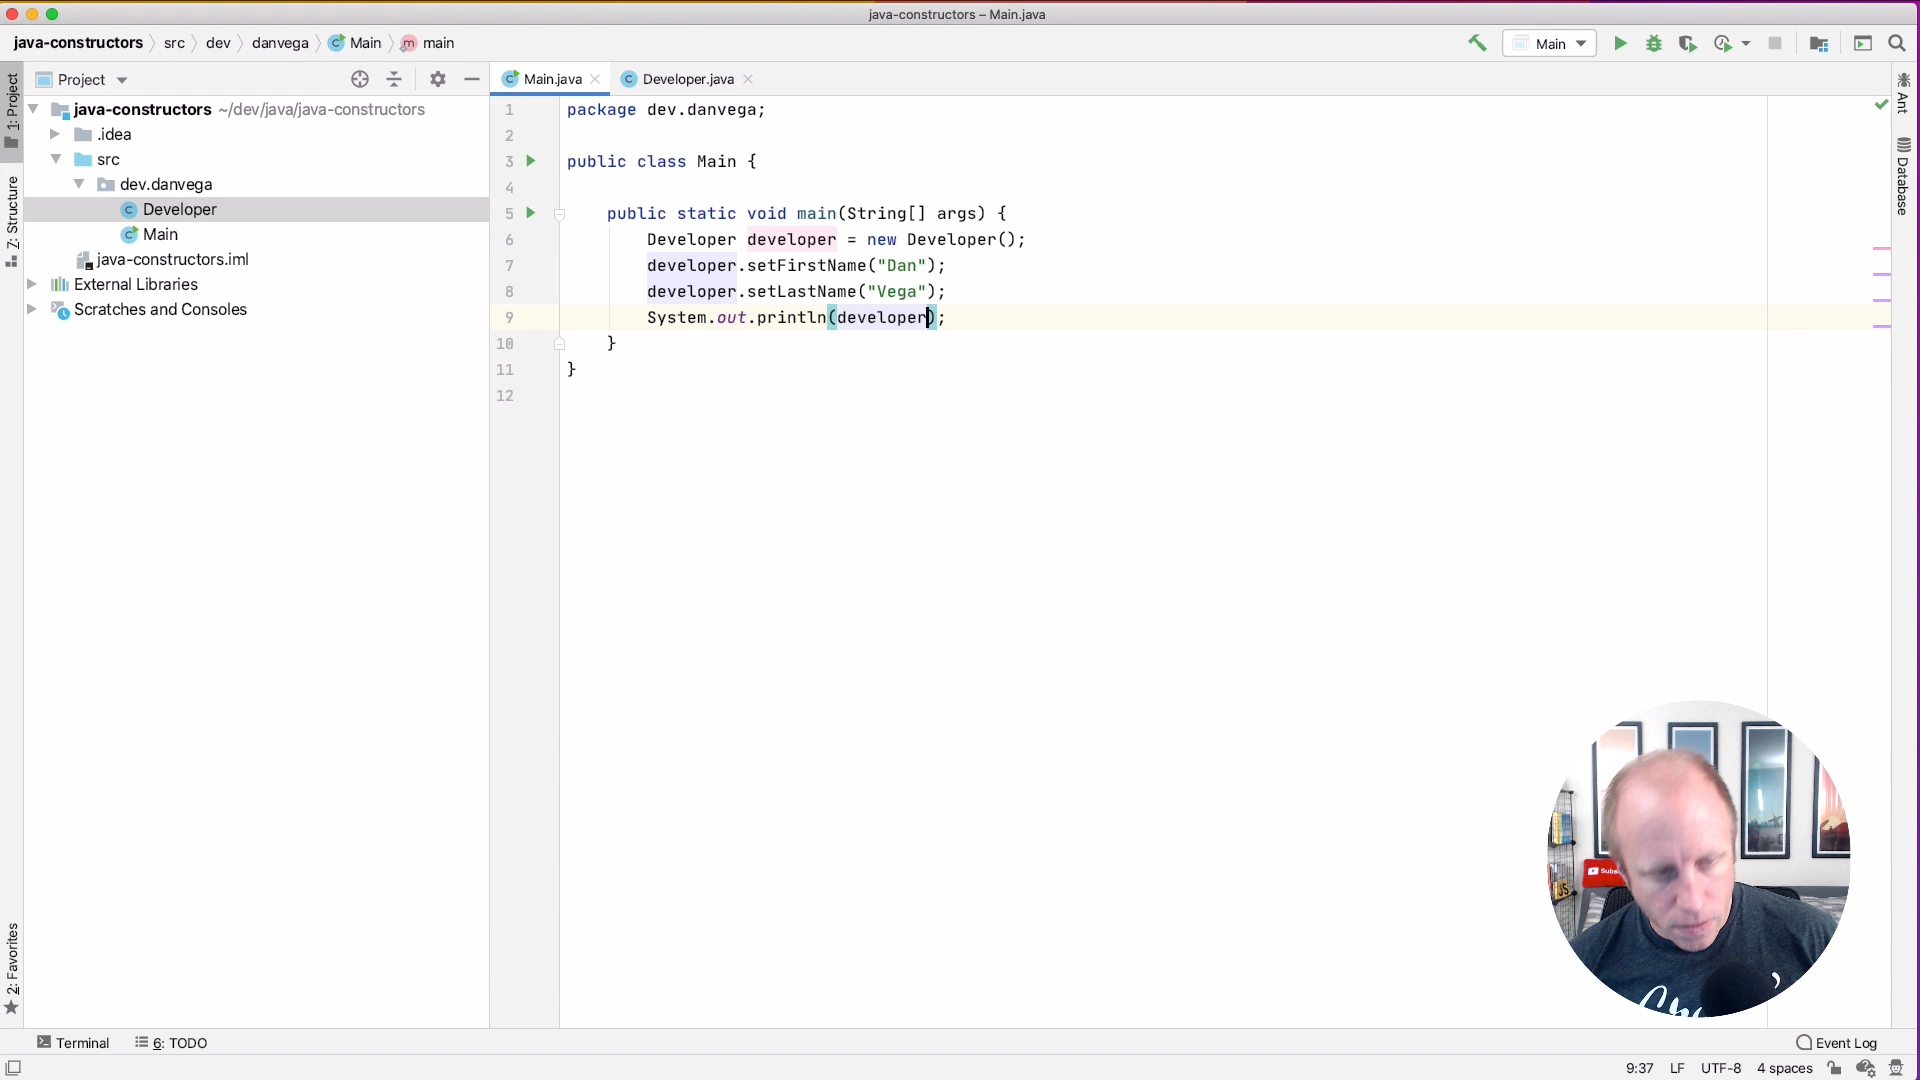 java-constructors – Main.java
java-constructors src dev danvega Main main
Main
Project
Main.java Developer.java
java-constructors ~/dev/java/java-constructors
.idea
src
dev.danvega
Developer
Main
java-constructors.iml
External Libraries
Scratches and Consoles
1: Project
7: Structure
2: Favorites
1 package dev.danvega;
2
3 public class Main {
4
5 public static void main(String[] args) {
6 Developer developer = new Developer();
7 developer.setFirstName("Dan");
8 developer.setLastName("Vega");
9 System.out.println(developer);
10 }
11 }
12
Ant
Database
JS
Terminal 6: TODO
Event Log
9:37 LF UTF-8 4 spaces